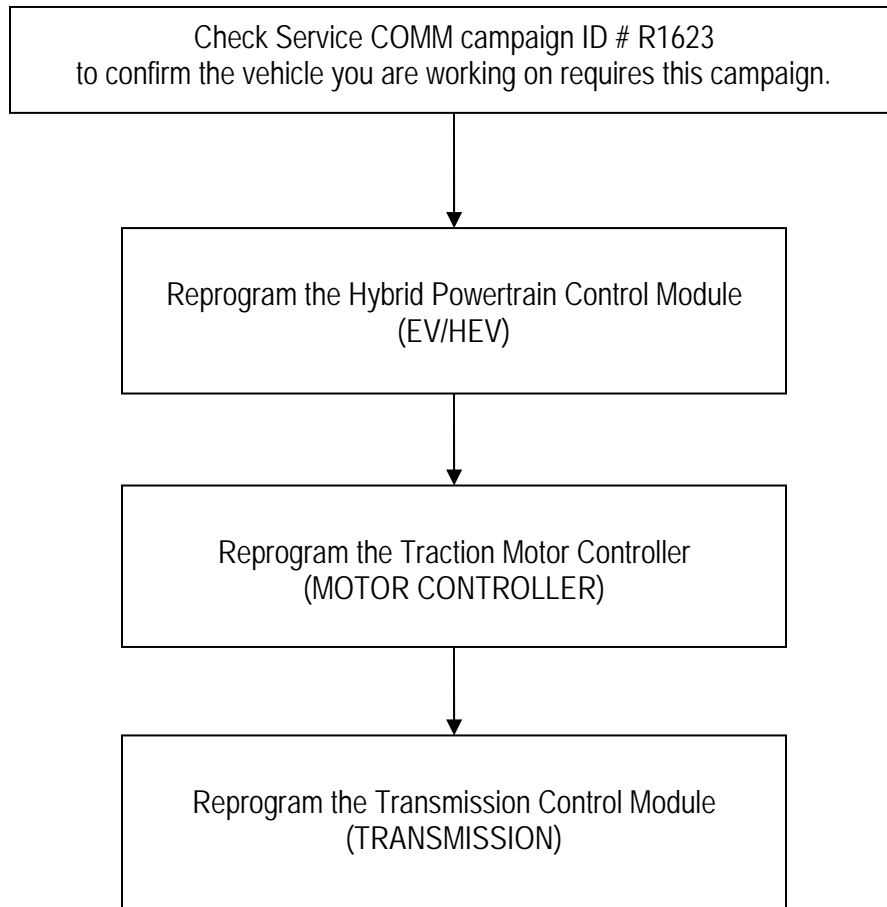 Check Service COMM campaign ID # R1623
to confirm the vehicle you are working on requires this campaign.
Reprogram the Hybrid Powertrain Control Module
(EV/HEV)
Reprogram the Traction Motor Controller
(MOTOR CONTROLLER)
Reprogram the Transmission Control Module
(TRANSMISSION)